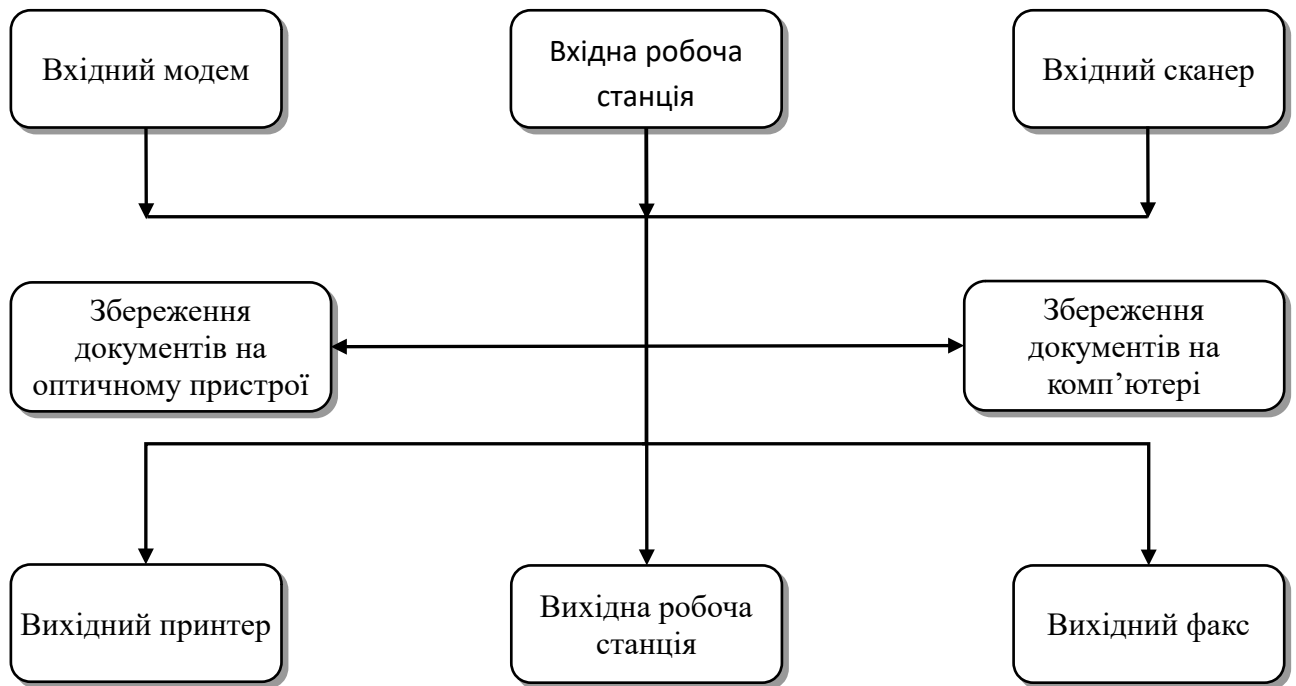 Вхідний модем
Вхідна робоча
станція
Вхідний сканер
Збереження
документів на
оптичному пристрої
Збереження
документів на
комп’ютері
Вихідний принтер
Вихідна робоча
станція
Вихідний факс